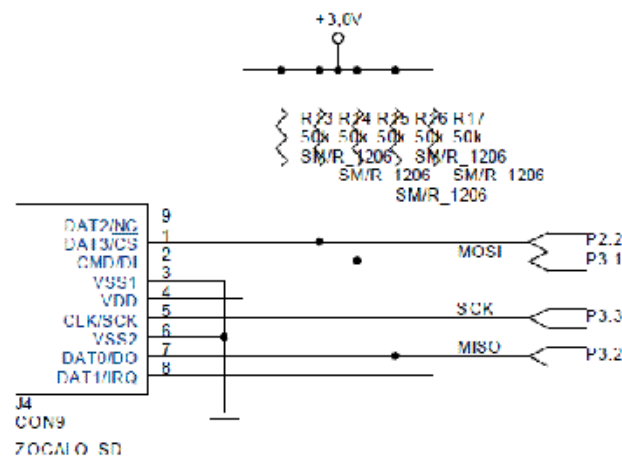 +3,0V
R23 R24 R25 R26 R17
50k 50k 50k 50k 50k
SM/R_1206 SM/R_1206
SM/R_1206 SM/R_1206
SM/R_1206
9
DAT2/NC
1
DAT3/CS
P2.2
2
CMD/DI
MOSI
P3.1
3
VSS1
4
VDD
5
CLK/SCK
SCK
P3.3
6
VSS2
7
DAT0/DO
MISO
P3.2
8
DAT1/IRQ
J4
CON9
ZOCALO_SD